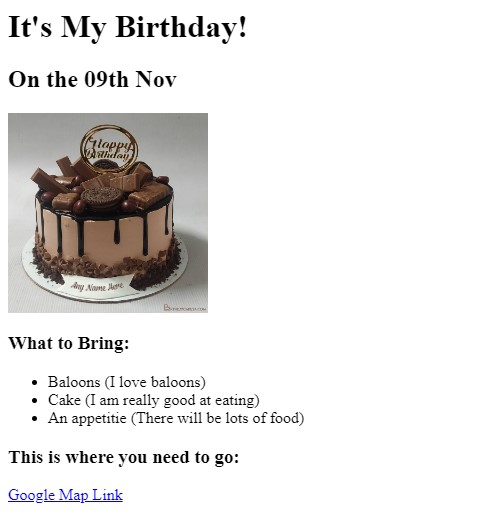 It's My Birthday!
On the 09th Nov
Happy
Birthday
Any Name Here
What to Bring:
Baloons (I love baloons)
Cake (I am really good at eating)
An appetitie (There will be lots of food)
This is where you need to go:
Google Map Link